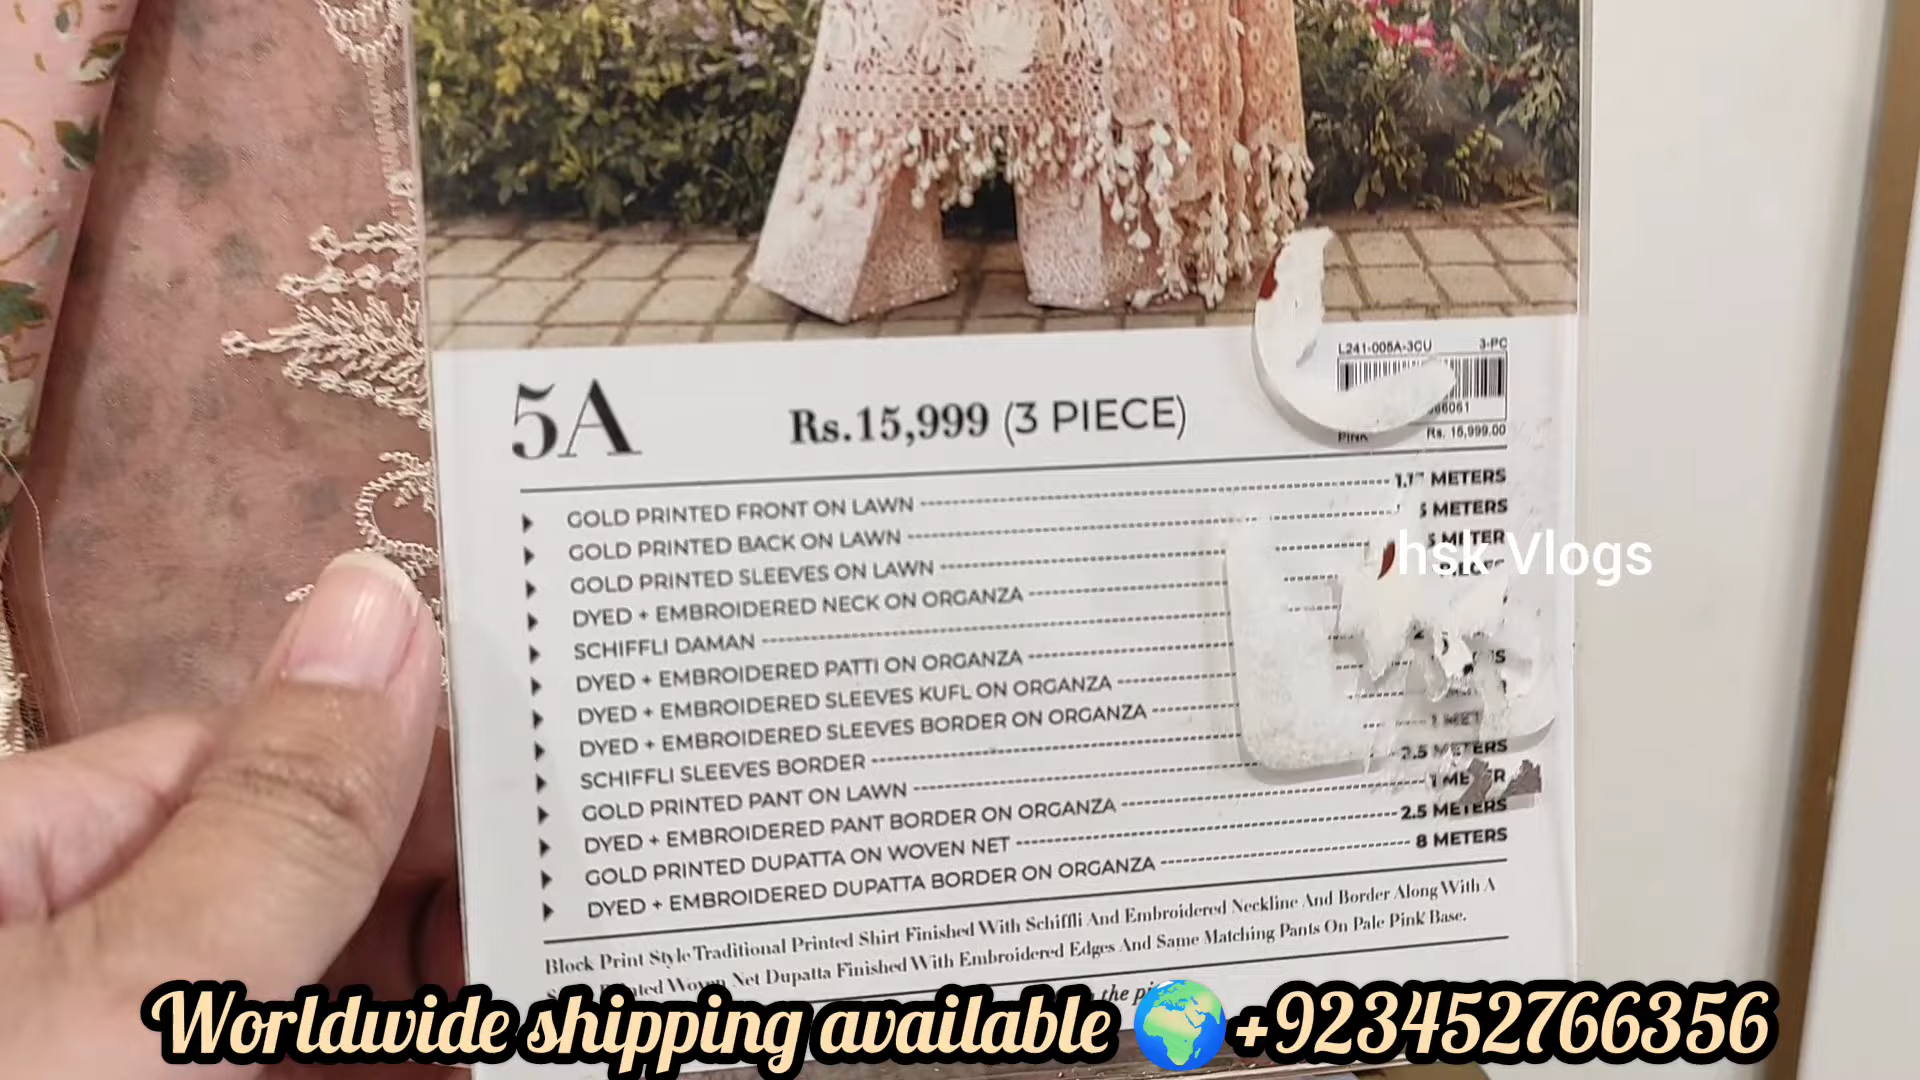 L241-005A-3CU 3-PC
66061
PINK Rs. 15,999.00
5A Rs.15,999 (3 PIECE)
GOLD PRINTED FRONT ON LAWN METERS
GOLD PRINTED BACK ON LAWN METERS
GOLD PRINTED SLEEVES ON LAWN METER
DYED + EMBROIDERED NECK ON ORGANZA
SCHIFFLI DAMAN
DYED + EMBROIDERED PATTI ON ORGANZA
DYED + EMBROIDERED SLEEVES KUFL ON ORGANZA
DYED + EMBROIDERED SLEEVES BORDER ON ORGANZA
SCHIFFLI SLEEVES BORDER
GOLD PRINTED PANT ON LAWN 2.5 METERS
DYED + EMBROIDERED PANT BORDER ON ORGANZA 1 METER
GOLD PRINTED DUPATTA ON WOVEN NET 2.5 METERS
DYED + EMBROIDERED DUPATTA BORDER ON ORGANZA 8 METERS
Block Print Style Traditional Printed Shirt Finished With Schiffli And Embroidered Neckline And Border Along With A
Woven Net Dupatta Finished With Embroidered Edges And Same Matching Pants On Pale Pink Base.
the
hsk Vlogs
Worldwide shipping available 🌍+923452766356